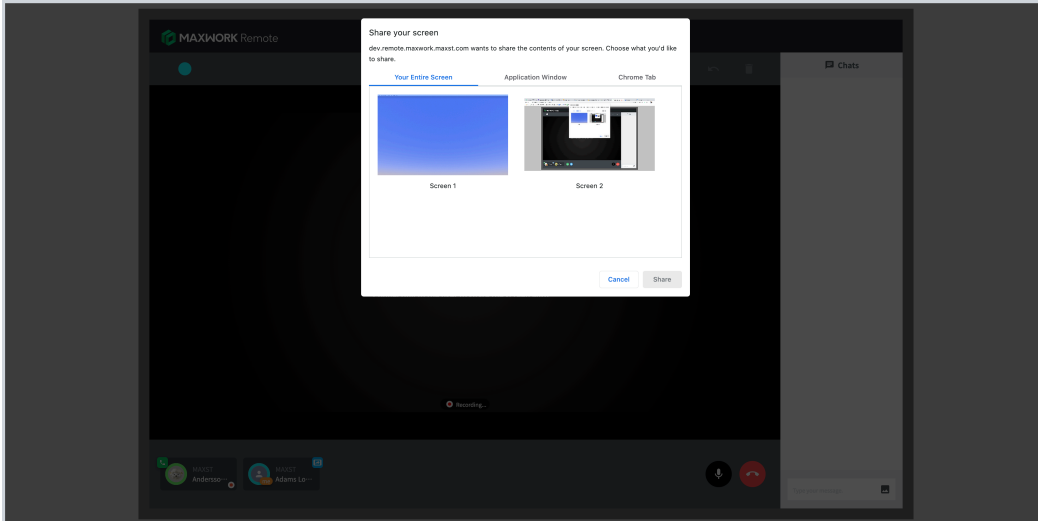 MAXWORK Remote
Share your screen
dev.remote.maxwork.maxst.com wants to share the contents of your screen. Choose what you'd like
to share.
Your Entire Screen
Application Window
Chrome Tab
Screen 1
Screen 2
Cancel
Share
Chats
Recording...
MAXST
Andersso···
MAXST
Adams Lo···